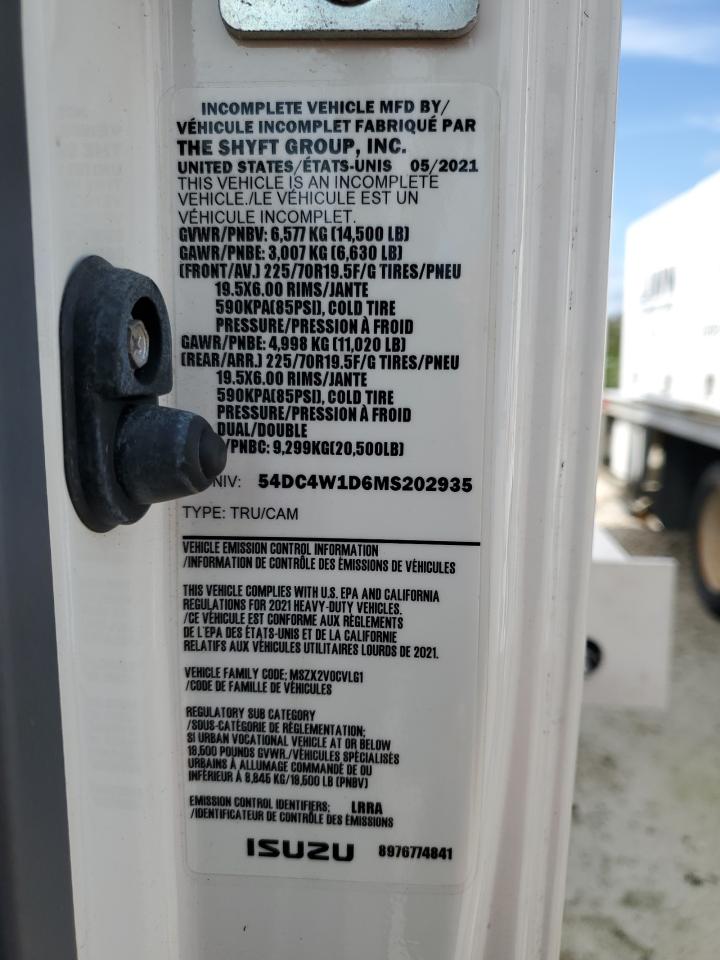 INCOMPLETE VEHICLE MFD BY/
VÉHICULE INCOMPLET FABRIQUÉ PAR
THE SHYFT GROUP, INC.
UNITED STATES/ÉTATS-UNIS 05/2021
THIS VEHICLE IS AN INCOMPLETE
VEHICLE./LE VÉHICULE EST UN
VÉHICULE INCOMPLET.
GVWR/PNBV: 6,577 KG (14,500 LB)
GAWR/PNBE: 3,007 KG (6,630 LB)
(FRONT/AV.) 225/70R19.5F/G TIRES/PNEU
19.5X6.00 RIMS/JANTE
590KPA(85PSI), COLD TIRE
PRESSURE/PRESSION À FROID
GAWR/PNBE: 4,998 KG (11,020 LB)
(REAR/ARR.) 225/70R19.5F/G TIRES/PNEU
19.5X6.00 RIMS/JANTE
590KPA(85PSI), COLD TIRE
PRESSURE/PRESSION À FROID
DUAL/DOUBLE
/PNBC: 9,299KG(20,500LB)
NIV: 54DC4W1D6MS202935
TYPE: TRU/CAM
VEHICLE EMISSION CONTROL INFORMATION
/INFORMATION DE CONTRÔLE DES ÉMISSIONS DE VÉHICULES
THIS VEHICLE COMPLIES WITH U.S. EPA AND CALIFORNIA
REGULATIONS FOR 2021 HEAVY-DUTY VEHICLES.
/CE VÉHICULE EST CONFORME AUX RÈGLEMENTS
DE L'EPA DES ÉTATS-UNIS ET DE LA CALIFORNIE
RELATIFS AUX VÉHICULES UTILITAIRES LOURDS DE 2021.
VEHICLE FAMILY CODE: MSZX2VOCVLG1
/CODE DE FAMILLE DE VÉHICULES
REGULATORY SUB CATEGORY
/SOUS-CATÉGORIE DE RÈGLEMENTATION:
SI URBAN VOCATIONAL VEHICLE AT OR BELOW
19,500 POUNDS GVWR./VÉHICULES SPÉCIALISÉS
URBAINS À ALLUMAGE COMMANDÉ DE OU
INFÉRIEUR À 8,845 KG/19,500 LB (PNBV)
EMISSION CONTROL IDENTIFIERS: LRRA
/IDENTIFICATEUR DE CONTRÔLE DES ÉMISSIONS
ISUZU 8976774841